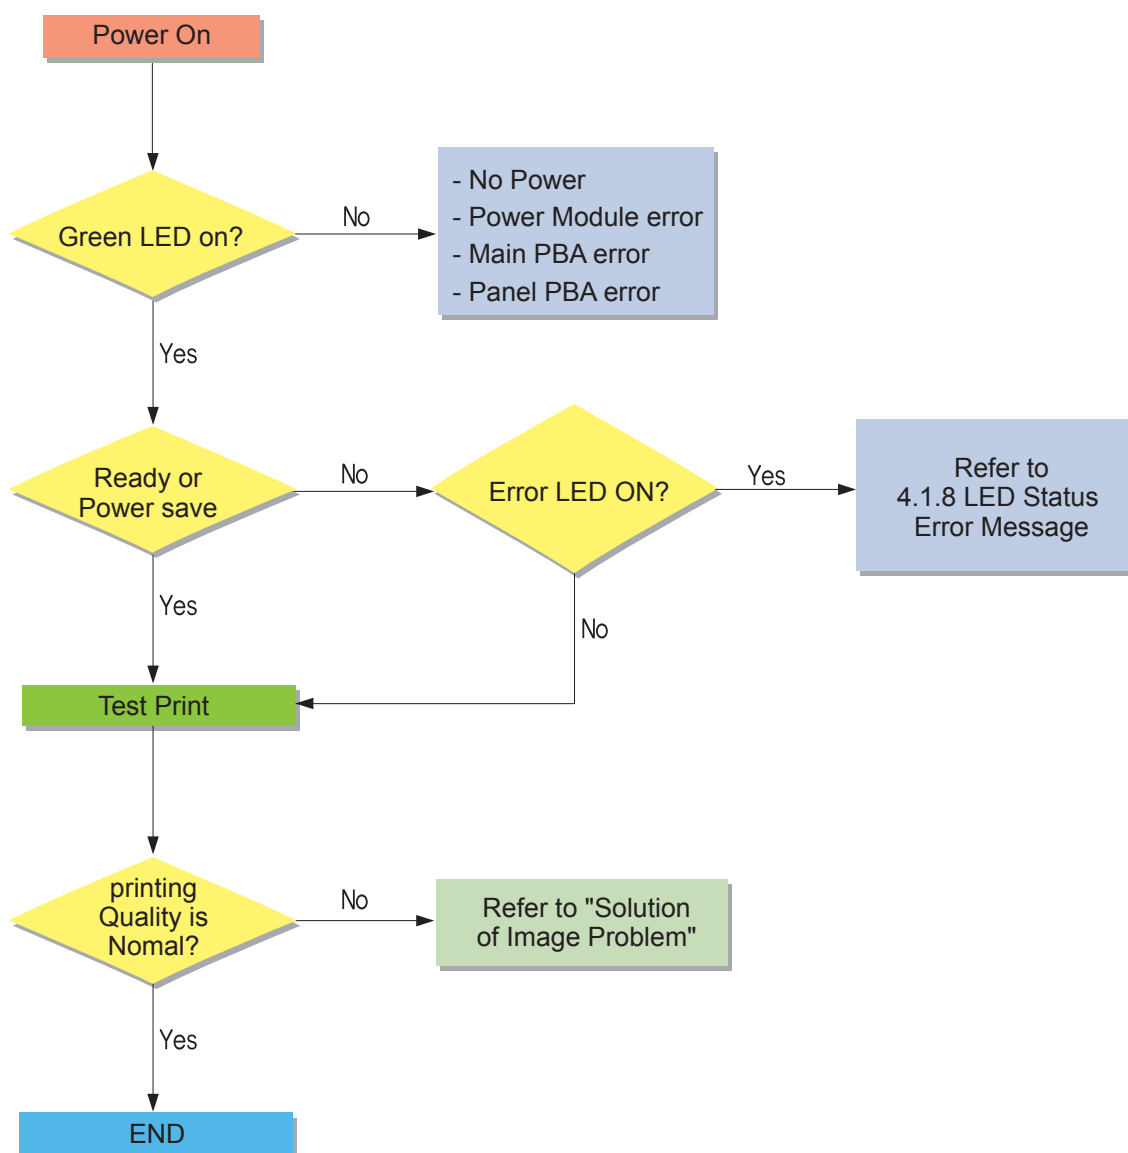 Power On
Green LED on?
No
- No Power
- Power Module error
- Main PBA error
- Panel PBA error
Yes
Ready or
Power save
No
Error LED ON?
Yes
Refer to
4.1.8 LED Status
Error Message
Yes
No
Test Print
printing
Quality is
Nomal?
No
Refer to "Solution
of Image Problem"
Yes
END